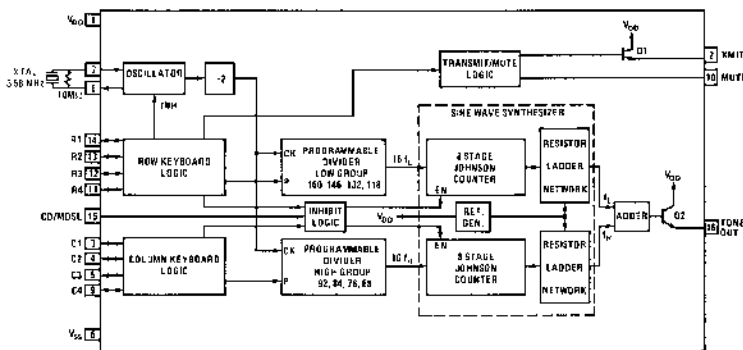 VDD 1
XTAL
3.58 MHz
10MΩ
7
8
OSCILLATOR
÷2
INH
R1 14
R2 13
R3 12
R4 11
ROW KEYBOARD
LOGIC
CD/MDSL 15
C1 3
C2 4
C3 5
C4 9
COLUMN KEYBOARD
LOGIC
VSS 6
CK
P
PROGRAMMABLE
DIVIDER
LOW GROUP
160, 146, 132, 118
16 fL
INHIBIT
LOGIC
VDD
REF.
GEN.
CK
P
PROGRAMMABLE
DIVIDER
HIGH GROUP
92, 84, 76, 68
16 fH
TRANSMIT/MUTE
LOGIC
SINE WAVE SYNTHESIZER
8 STAGE
JOHNSON
COUNTER
EN
EN
8 STAGE
JOHNSON
COUNTER
RESISTOR
LADDER
NETWORK
RESISTOR
LADDER
NETWORK
fL
fH
ADDER
VDD
Q1
2 XMIT
10 MUTE
VDD
Q2
16 TONE
OUT